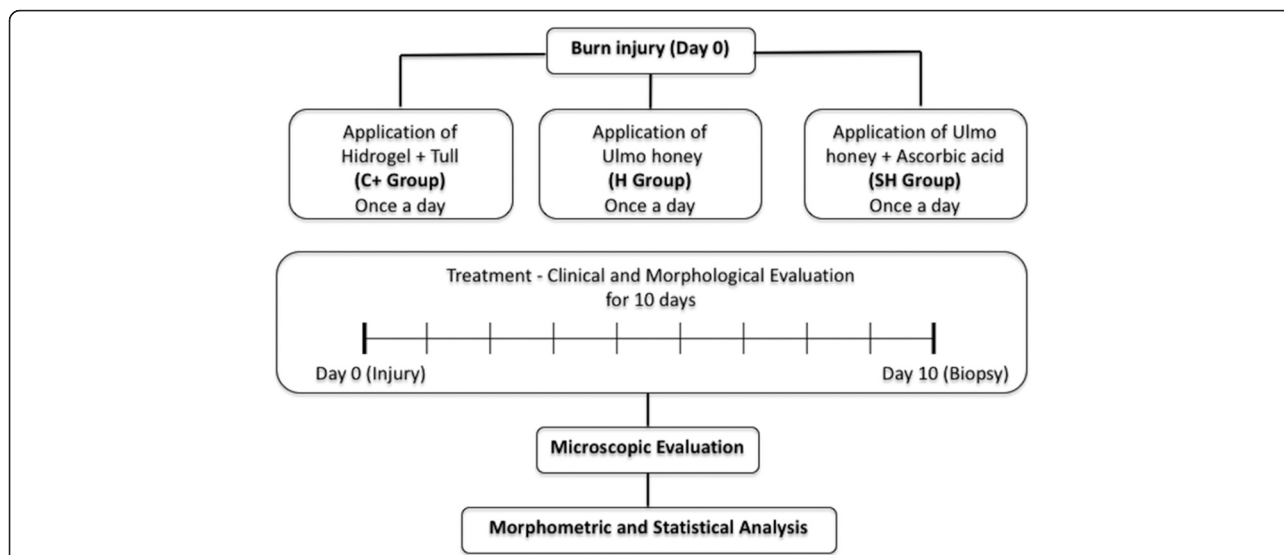 Burn injury (Day 0)
Application of
Hidrogel + Tull
(C+ Group)
Once a day
Application of
Ulmo honey
(H Group)
Once a day
Application of Ulmo
honey + Ascorbic acid
(SH Group)
Once a day
Treatment - Clinical and Morphological Evaluation
for 10 days
Day 0 (Injury)
Day 10 (Biopsy)
Microscopic Evaluation
Morphometric and Statistical Analysis